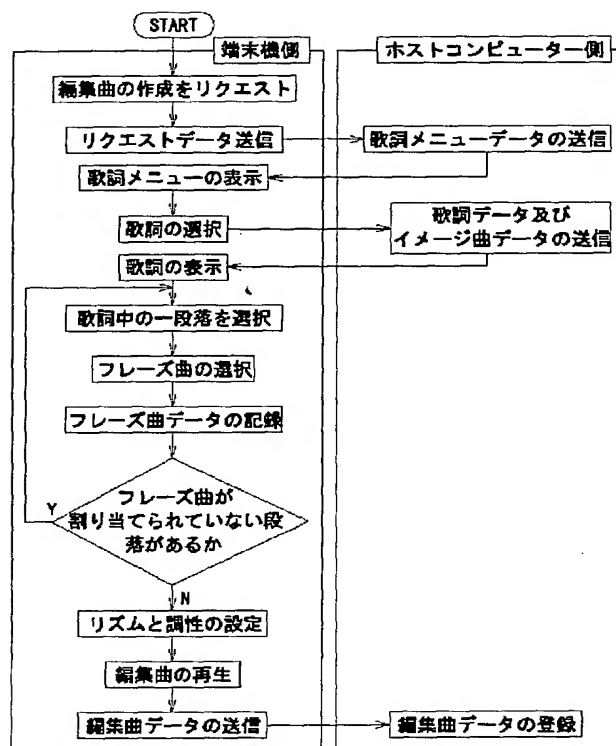 START
端末機側
ホストコンピューター側
編集曲の作成をリクエスト
リクエストデータ送信
歌詞メニューデータの送信
歌詞メニューの表示
歌詞の選択
歌詞データ及び
イメージ曲データの送信
歌詞の表示
歌詞中の一段落を選択
フレーズ曲の選択
フレーズ曲データの記録
フレーズ曲が
割り当てられていない段
落があるか
Y
N
リズムと調性の設定
編集曲の再生
編集曲データの送信
編集曲データの登録